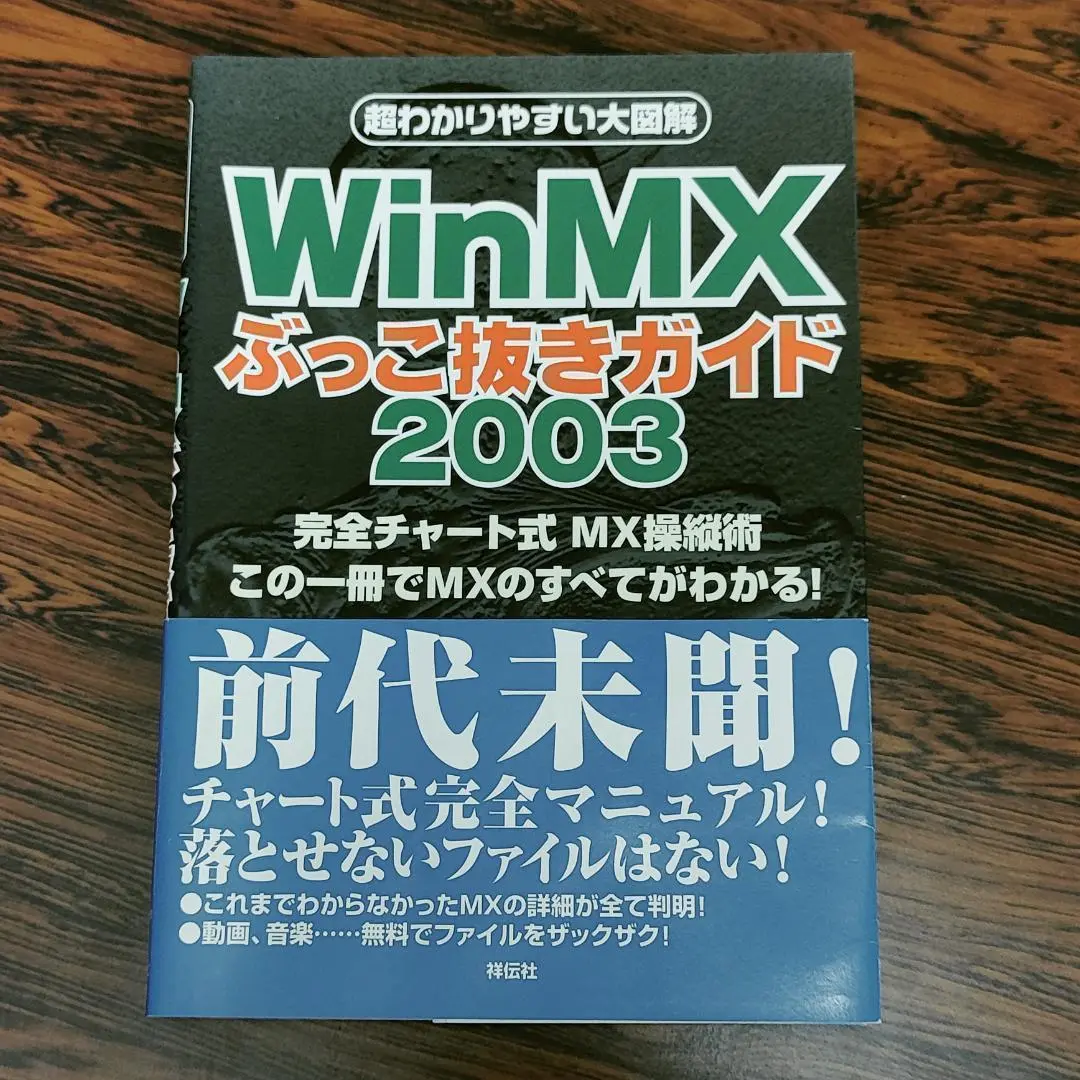 超わかりやすい大図解
WinMX
ぶっこ抜きガイド
2003
完全チャート式 MX操縦術
この一冊でMXのすべてがわかる!
前代未聞!
チャート式完全マニュアル!
落とせないファイルはない!
●これまでわからなかったMXの詳細が全て判明!
●動画、音楽……無料でファイルをザックザク!
祥伝社